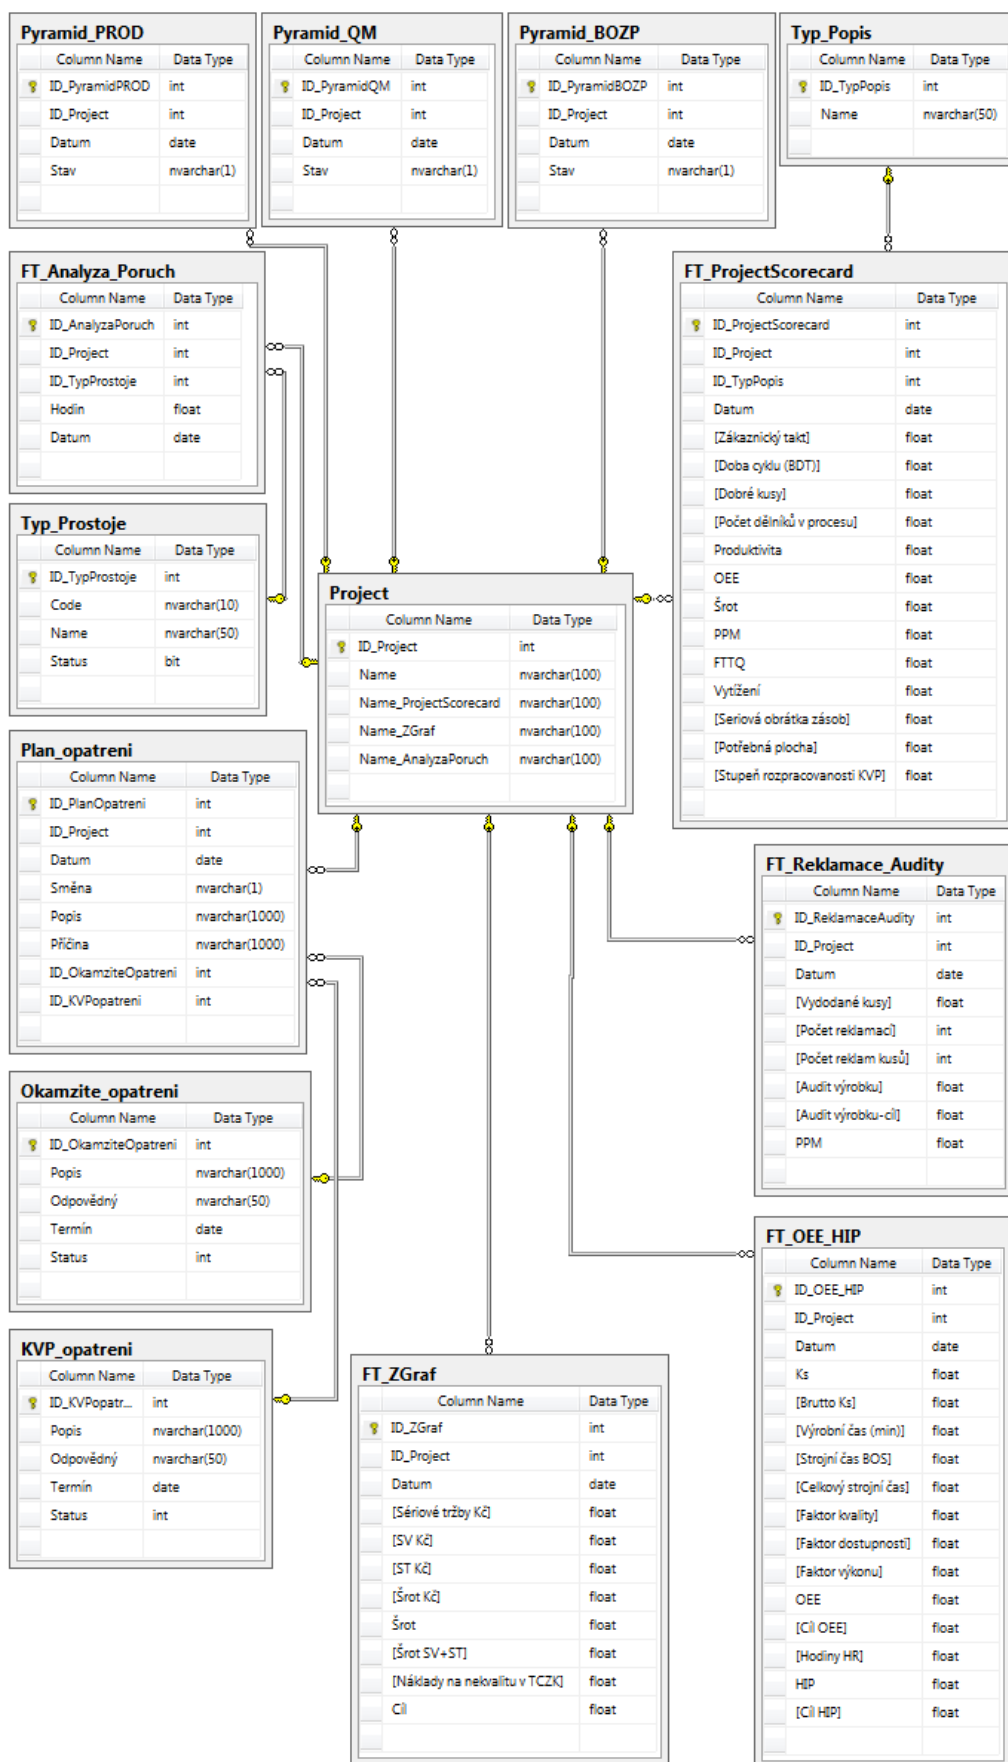 Pyramid_PROD
Column Name Data Type
ID_PyramidPROD int
ID_Project int
Datum date
Stav nvarchar(1)
Pyramid_QM
Column Name Data Type
ID_PyramidQM int
ID_Project int
Datum date
Stav nvarchar(1)
Pyramid_BOZP
Column Name Data Type
ID_PyramidBOZP int
ID_Project int
Datum date
Stav nvarchar(1)
Typ_Popis
Column Name Data Type
ID_TypPopis int
Name nvarchar(50)
FT_Analyza_Poruch
Column Name Data Type
ID_AnalyzaPoruch int
ID_Project int
ID_TypProstoje int
Hodin float
Datum date
FT_ProjectScorecard
Column Name Data Type
ID_ProjectScorecard int
ID_Project int
ID_TypPopis int
Datum date
[Zákaznický takt] float
[Doba cyklu (BDT)] float
[Dobré kusy] float
[Počet dělníků v procesu] float
Produktivita float
OEE float
Šrot float
PPM float
FTTQ float
Vytížení float
[Seriová obrátka zásob] float
[Potřebná plocha] float
[Stupeň rozpracovanosti KVP] float
Typ_Prostoje
Column Name Data Type
ID_TypProstoje int
Code nvarchar(10)
Name nvarchar(50)
Status bit
Project
Column Name Data Type
ID_Project int
Name nvarchar(100)
Name_ProjectScorecard nvarchar(100)
Name_ZGraf nvarchar(100)
Name_AnalyzaPoruch nvarchar(100)
Plan_opatreni
Column Name Data Type
ID_PlanOpatreni int
ID_Project int
Datum date
Směna nvarchar(1)
Popis nvarchar(1000)
Příčina nvarchar(1000)
ID_OkamziteOpatreni int
ID_KVPopatreni int
FT_Reklamace_Audity
Column Name Data Type
ID_ReklamaceAudity int
ID_Project int
Datum date
[Vydodané kusy] float
[Počet reklamací] int
[Počet reklam kusů] int
[Audit výrobku] float
[Audit výrobku-cíl] float
PPM float
Okamzite_opatreni
Column Name Data Type
ID_OkamziteOpatreni int
Popis nvarchar(1000)
Odpovědný nvarchar(50)
Termín date
Status int
FT_OEE_HIP
Column Name Data Type
ID_OEE_HIP int
ID_Project int
Datum date
Ks float
[Brutto Ks] float
[Výrobní čas (min)] float
[Strojní čas BOS] float
[Celkový strojní čas] float
[Faktor kvality] float
[Faktor dostupnosti] float
[Faktor výkonu] float
OEE float
[Cíl OEE] float
[Hodiny HR] float
HIP float
[Cíl HIP] float
KVP_opatreni
Column Name Data Type
ID_KVPopatr... int
Popis nvarchar(1000)
Odpovědný nvarchar(50)
Termín date
Status int
FT_ZGraf
Column Name Data Type
ID_ZGraf int
ID_Project int
Datum date
[Sériové tržby Kč] float
[SV Kč] float
[ST Kč] float
[Šrot Kč] float
Šrot float
[Šrot SV+ST] float
[Náklady na nekvalitu v TCZK] float
Cíl float